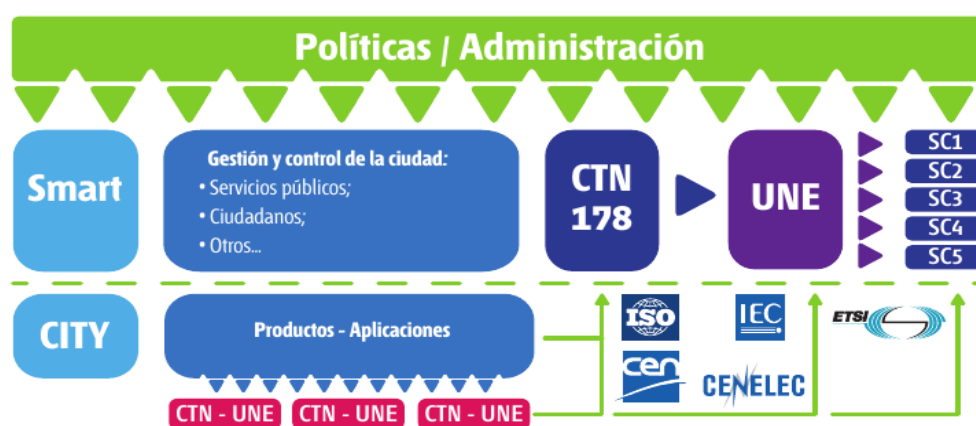 Políticas / Administración
Smart
Gestión y control de la ciudad:
• Servicios públicos;
• Ciudadanos;
• Otros...
CTN
178
UNE
SC1
SC2
SC3
SC4
SC5
CITY
Productos - Aplicaciones
CTN - UNE
CTN - UNE
CTN - UNE
ISO
IEC
ETSI
cen
CENELEC